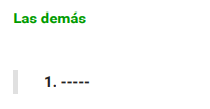 Las demás
1. -----